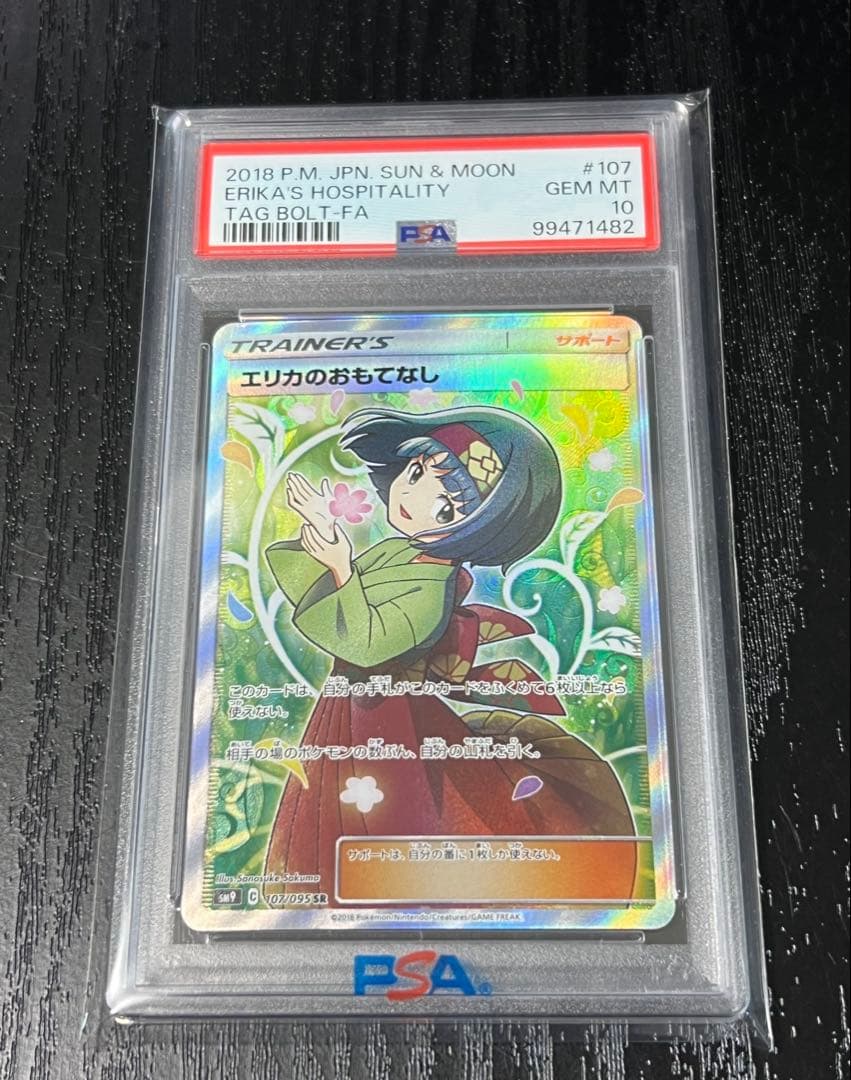 2018 P.M. JPN. SUN & MOON #107
ERIKA'S HOSPITALITY GEM MT
TAG BOLT-FA 10
PSA 99471482
TRAINER'S サポート
エリカのおもてなし
このカードは、自分の手札がこのカードをふくめて6枚以上なら
使えない。
相手の場のポケモンの数ぶん、自分の山札を引く。
サポートは、自分の番に1枚しか使えない。
Illus. Sanosuke Sakuma
SM9 C 107/095 SR
©2018 Pokémon/Nintendo/Creatures/GAME FREAK
PSA